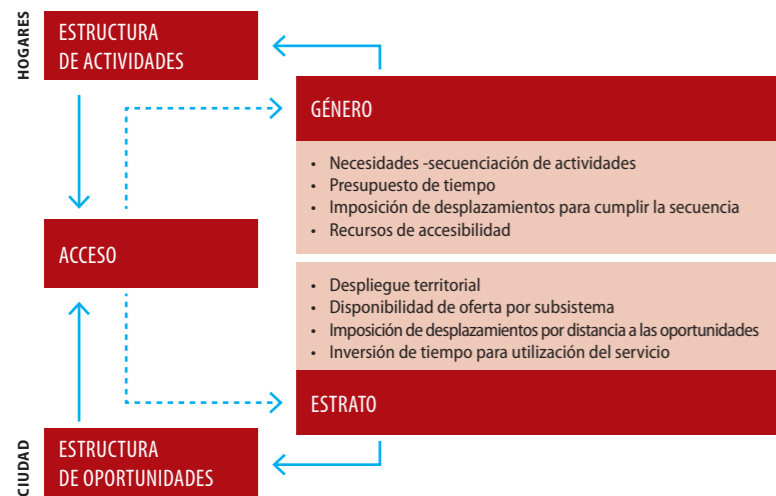 HOGARES
ESTRUCTURA
DE ACTIVIDADES
GÉNERO
• Necesidades -secuenciación de actividades
• Presupuesto de tiempo
• Imposición de desplazamientos para cumplir la secuencia
• Recursos de accesibilidad
ACCESO
• Despliegue territorial
• Disponibilidad de oferta por subsistema
• Imposición de desplazamientos por distancia a las oportunidades
• Inversión de tiempo para utilización del servicio
ESTRATO
CIUDAD
ESTRUCTURA
DE OPORTUNIDADES